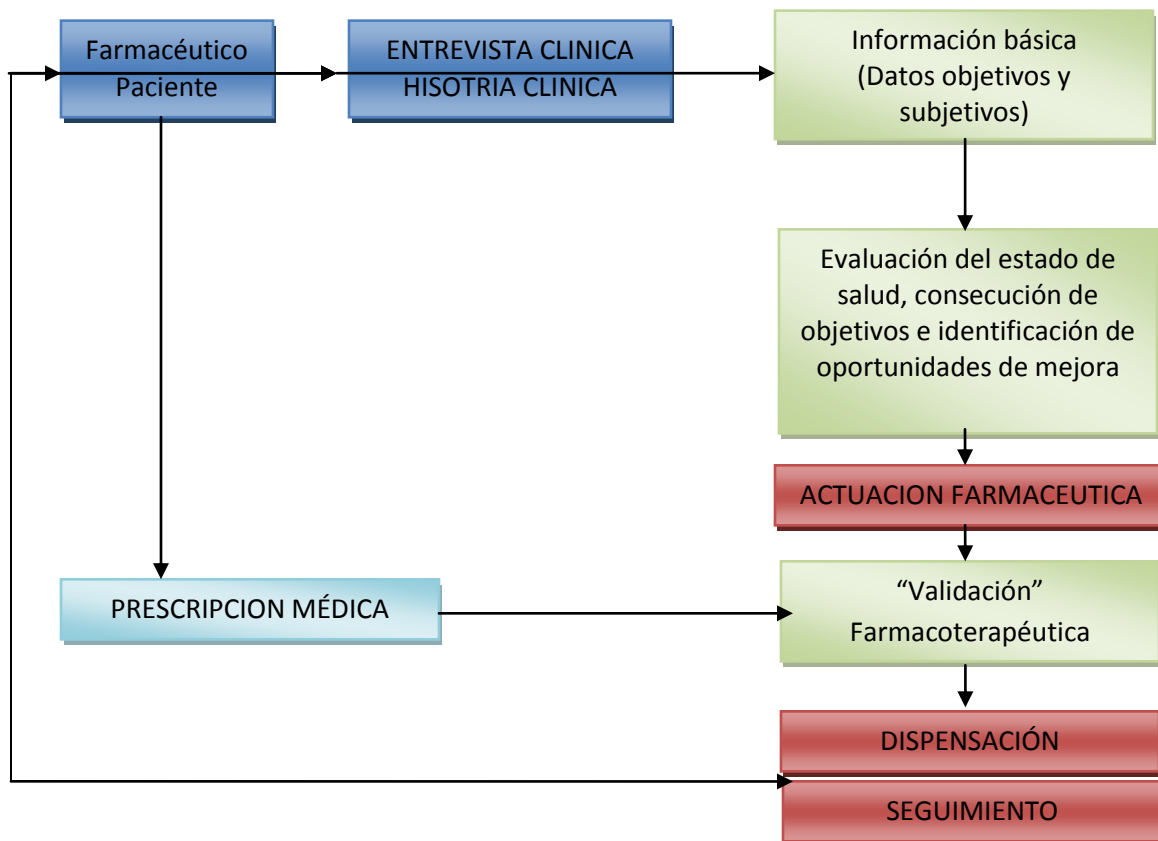 Farmacéutico
Paciente
ENTREVISTA CLINICA
HISOTRIA CLINICA
Información básica
(Datos objetivos y
subjetivos)
Evaluación del estado de
salud, consecución de
objetivos e identificación de
oportunidades de mejora
ACTUACION FARMACEUTICA
PRESCRIPCION MÉDICA
“Validación”
Farmacoterapéutica
DISPENSACIÓN
SEGUIMIENTO